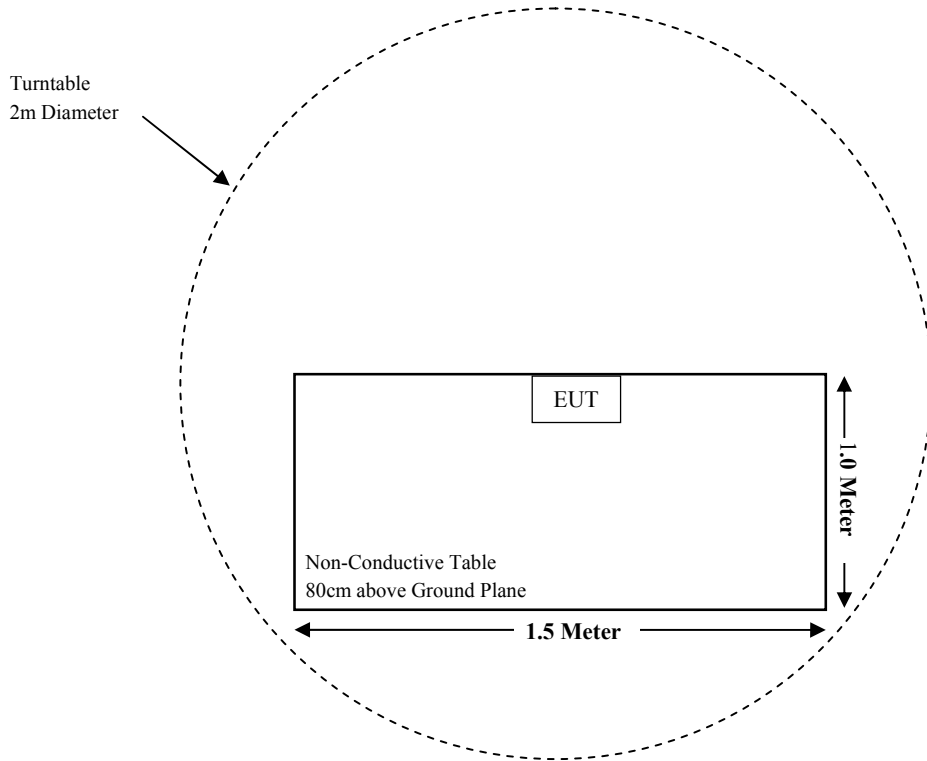 Turntable
2m Diameter
EUT
1.0 Meter
Non-Conductive Table
80cm above Ground Plane
1.5 Meter